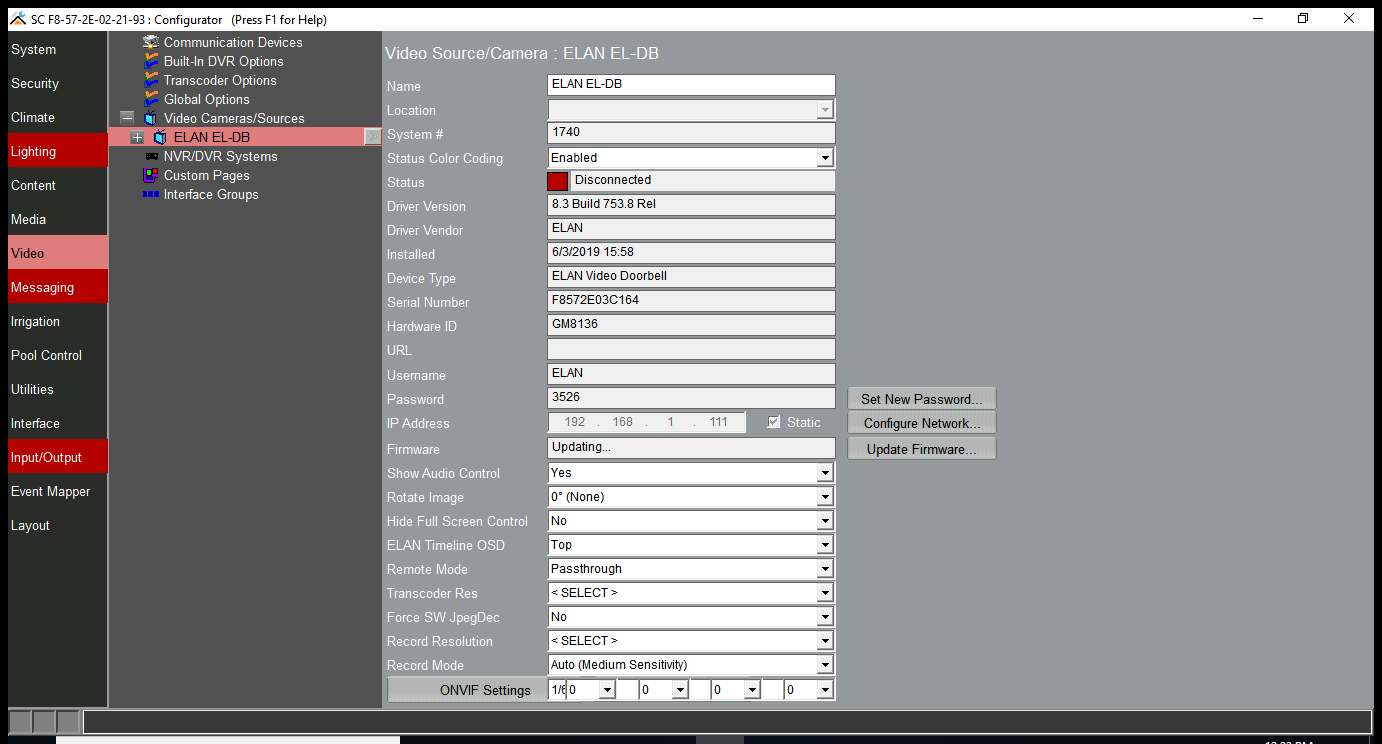 SC F8-57-2E-02-21-93 : Configurator (Press F1 for Help)
System
Security
Climate
Lighting
Content
Media
Video
Messaging
Irrigation
Pool Control
Utilities
Interface
Input/Output
Event Mapper
Layout
Communication Devices
Built-In DVR Options
Transcoder Options
Global Options
Video Cameras/Sources
ELAN EL-DB
NVR/DVR Systems
Custom Pages
Interface Groups
Video Source/Camera : ELAN EL-DB
Name ELAN EL-DB
Location
System # 1740
Status Color Coding Enabled
Status Disconnected
Driver Version 8.3 Build 753.8 Rel
Driver Vendor ELAN
Installed 6/3/2019 15:58
Device Type ELAN Video Doorbell
Serial Number F8572E03C164
Hardware ID GM8136
URL
Username ELAN
Password 3526 Set New Password...
IP Address 192 . 168 . 1 . 111 Static Configure Network...
Firmware Updating... Update Firmware...
Show Audio Control Yes
Rotate Image 0° (None)
Hide Full Screen Control No
ELAN Timeline OSD Top
Remote Mode Passthrough
Transcoder Res < SELECT >
Force SW JpegDec No
Record Resolution < SELECT >
Record Mode Auto (Medium Sensitivity)
ONVIF Settings 0 0 0 0